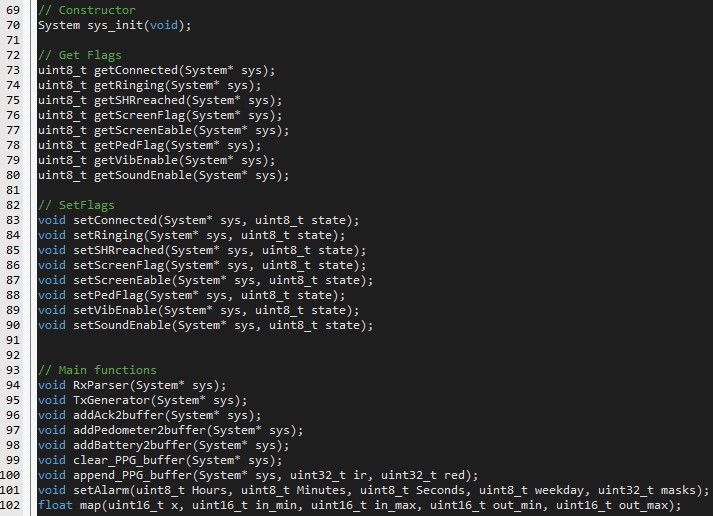 69 // Constructor
70 System sys_init(void);
71
72 // Get Flags
73 uint8_t getConnected(System* sys);
74 uint8_t getRinging(System* sys);
75 uint8_t getSHRreached(System* sys);
76 uint8_t getScreenFlag(System* sys);
77 uint8_t getScreenEable(System* sys);
78 uint8_t getPedFlag(System* sys);
79 uint8_t getVibEnable(System* sys);
80 uint8_t getSoundEnable(System* sys);
81
82 // SetFlags
83 void setConnected(System* sys, uint8_t state);
84 void setRinging(System* sys, uint8_t state);
85 void setSHRreached(System* sys, uint8_t state);
86 void setScreenFlag(System* sys, uint8_t state);
87 void setScreenEable(System* sys, uint8_t state);
88 void setPedFlag(System* sys, uint8_t state);
89 void setVibEnable(System* sys, uint8_t state);
90 void setSoundEnable(System* sys, uint8_t state);
91
92
93 // Main functions
94 void RxParser(System* sys);
95 void TxGenerator(System* sys);
96 void addAck2buffer(System* sys);
97 void addPedometer2buffer(System* sys);
98 void addBattery2buffer(System* sys);
99 void clear_PPG_buffer(System* sys);
100 void append_PPG_buffer(System* sys, uint32_t ir, uint32_t red);
101 void setAlarm(uint8_t Hours, uint8_t Minutes, uint8_t Seconds, uint8_t weekday, uint32_t masks);
102 float map(uint16_t x, uint16_t in_min, uint16_t in_max, uint16_t out_min, uint16_t out_max);